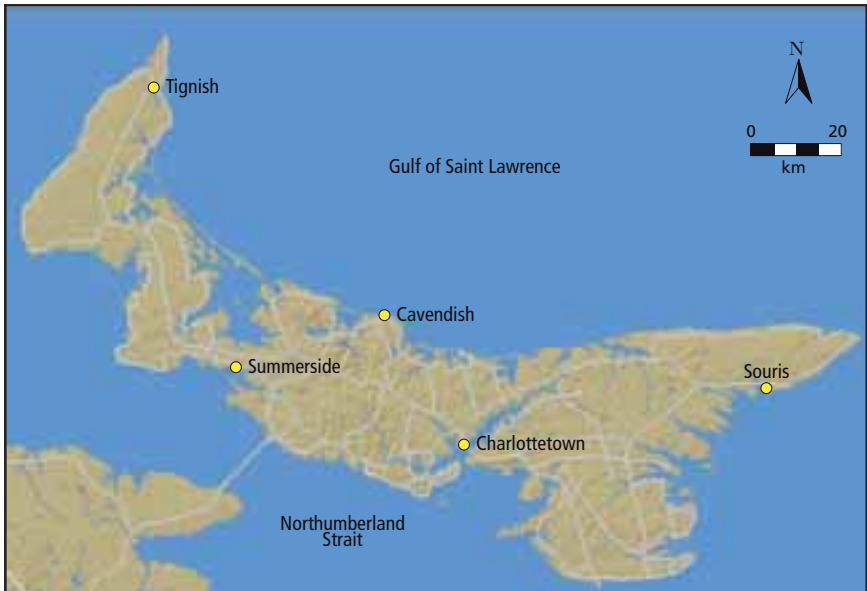 Tignish
N
0 20
km
Gulf of Saint Lawrence
Cavendish
Summerside
Souris
Charlottetown
Northumberland
Strait